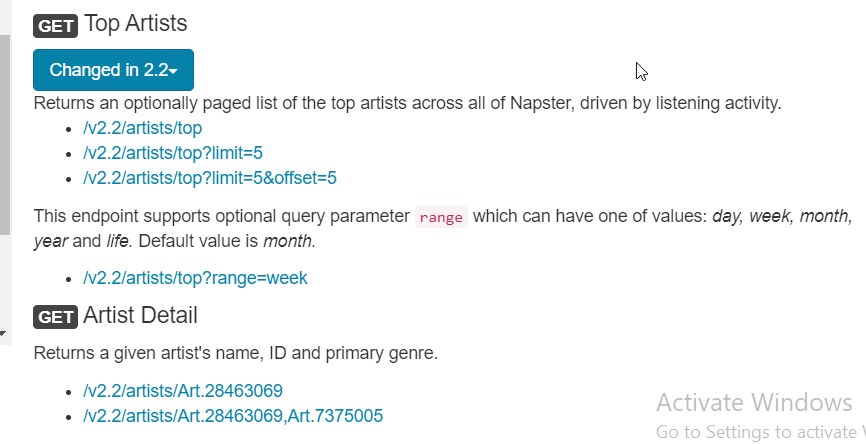 GET Top Artists
Changed in 2.2
Returns an optionally paged list of the top artists across all of Napster, driven by listening activity.
/v2.2/artists/top
/v2.2/artists/top?limit=5
/v2.2/artists/top?limit=5&offset=5
This endpoint supports optional query parameter range which can have one of values: day, week, month,
year and life. Default value is month.
/v2.2/artists/top?range=week
GET Artist Detail
Returns a given artist's name, ID and primary genre.
/v2.2/artists/Art.28463069
/v2.2/artists/Art.28463069,Art.7375005
Activate Windows
Go to Settings to activate